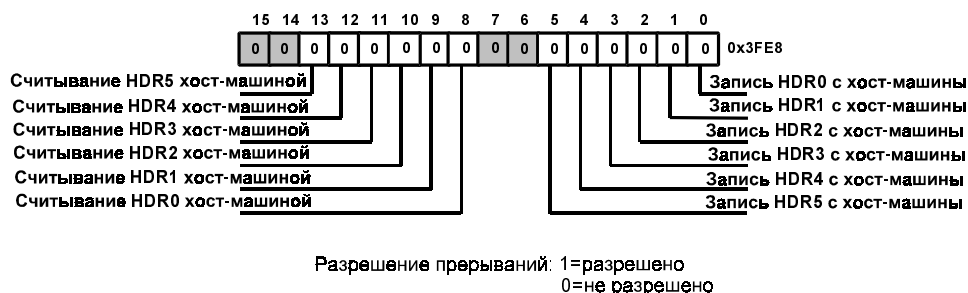 15 14 13 12 11 10 9 8 7 6 5 4 3 2 1 0
0 0 0 0 0 0 0 0 0 0 0 0 0 0 0 0 0x3FE8
Считывание HDR5 хост-машиной
Считывание HDR4 хост-машиной
Считывание HDR3 хост-машиной
Считывание HDR2 хост-машиной
Считывание HDR1 хост-машиной
Считывание HDR0 хост-машиной
Запись HDR0 с хост-машины
Запись HDR1 с хост-машины
Запись HDR2 с хост-машины
Запись HDR3 с хост-машины
Запись HDR4 с хост-машины
Запись HDR5 с хост-машины
Разрешение прерываний: 1=разрешено
0=не разрешено